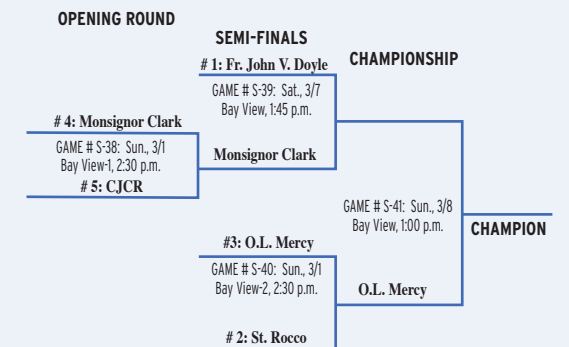 OPENING ROUND
SEMI-FINALS
CHAMPIONSHIP
# 1: Fr. John V. Doyle
GAME # S-39: Sat., 3/7
Bay View, 1:45 p.m.
# 4: Monsignor Clark
GAME # S-38: Sun., 3/1
Bay View-1, 2:30 p.m.
# 5: CJCR
Monsignor Clark
GAME # S-41: Sun., 3/8
Bay View, 1:00 p.m.
CHAMPION
#3: O.L. Mercy
GAME # S-40: Sun., 3/1
Bay View-2, 2:30 p.m.
O.L. Mercy
# 2: St. Rocco